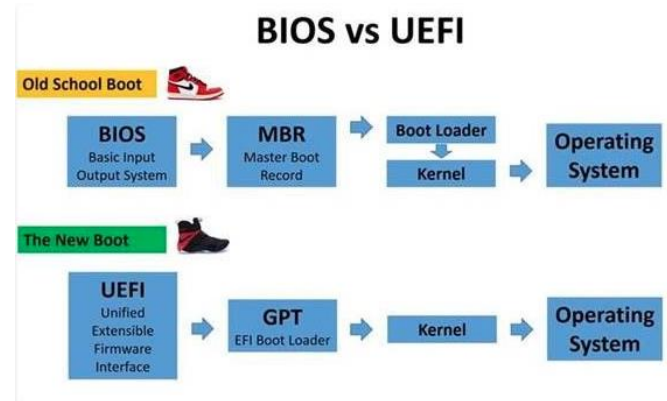 BIOS vs UEFI
Old School Boot
BIOS
Basic Input
Output System
MBR
Master Boot
Record
Boot Loader
Kernel
Operating
System
The New Boot
UEFI
Unified
Extensible
Firmware
Interface
GPT
EFI Boot Loader
Kernel
Operating
System